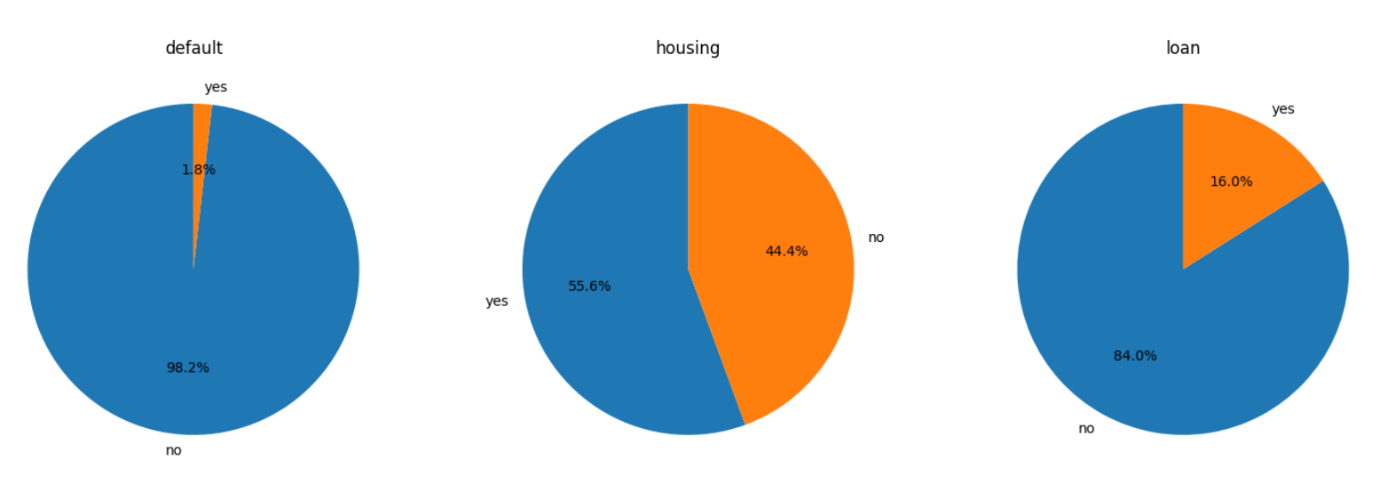 default
yes
1.8%
98.2%
no
housing
no
44.4%
55.6%
yes
loan
yes
16.0%
84.0%
no